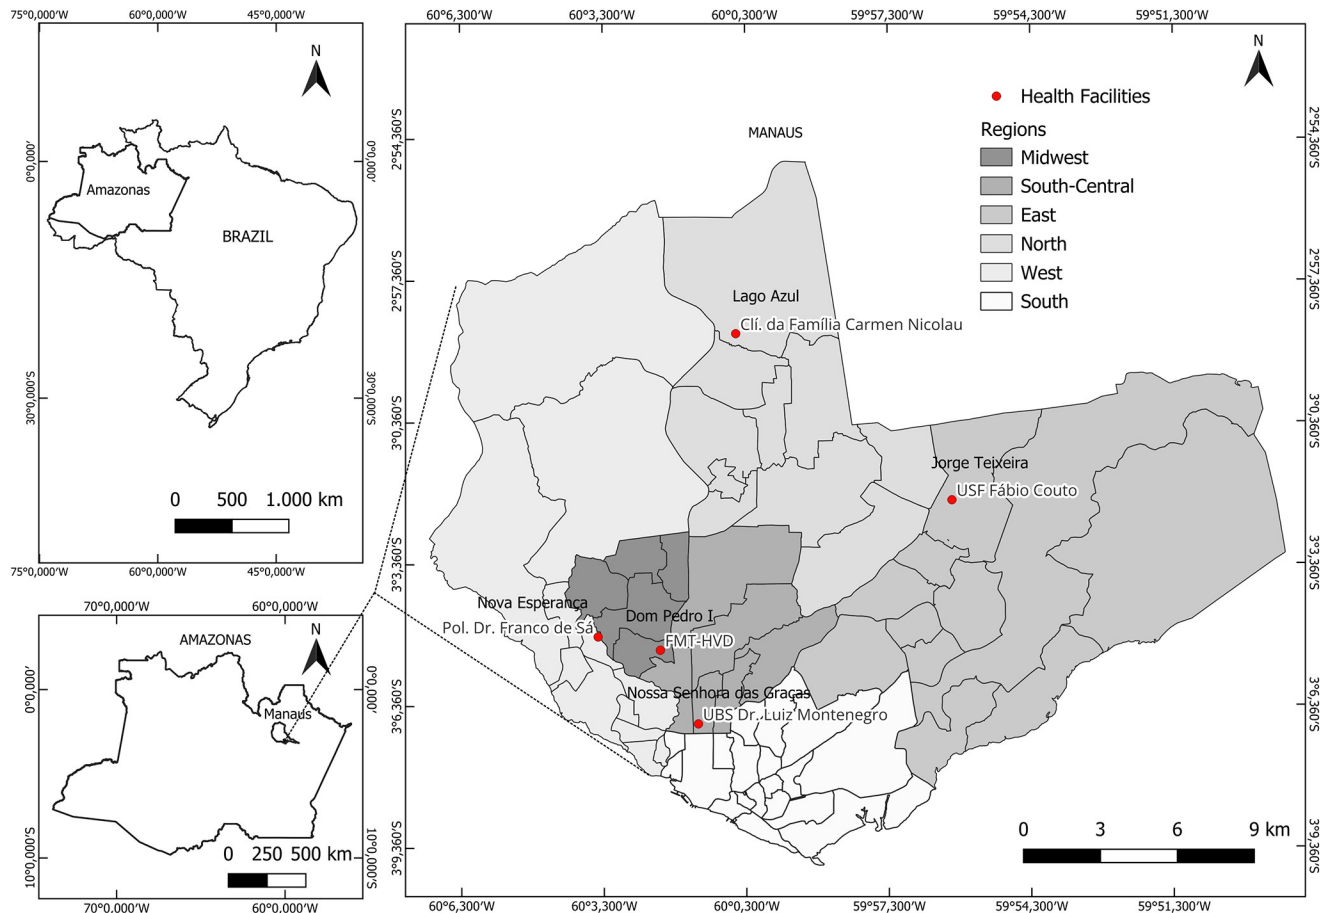 75°0,000'W 60°0,000'W 45°0,000'W
N
0°0,000' 0°0,000'
Amazonas
BRAZIL
30°0,000'S 30°0,000'S
0 500 1.000 km
75°0,000'W 60°0,000'W 45°0,000'W
70°0,000'W 60°0,000'W
AMAZONAS
N
0°0,000' 0°0,000'
Manaus
10°0,000'S 10°0,000'S
0 250 500 km
70°0,000'W 60°0,000'W
60°6,300'W 60°3,300'W 60°0,300'W 59°57,300'W 59°54,300'W 59°51,300'W
N
Health Facilities
Regions
Midwest
South-Central
East
North
West
South
2°54,360'S 2°54,360'S
MANAUS
2°57,360'S 2°57,360'S
Lago Azul
Clí. da Família Carmen Nicolau
3°0,360'S 3°0,360'S
Jorge Teixeira
USF Fábio Couto
3°3,360'S 3°3,360'S
Nova Esperança
Pol. Dr. Franco de Sá
Dom Pedro I
FMT-HVD
3°6,360'S 3°6,360'S
Nossa Senhora das Graças
UBS Dr. Luiz Montenegro
3°9,360'S 3°9,360'S
0 3 6 9 km
60°6,300'W 60°3,300'W 60°0,300'W 59°57,300'W 59°54,300'W 59°51,300'W